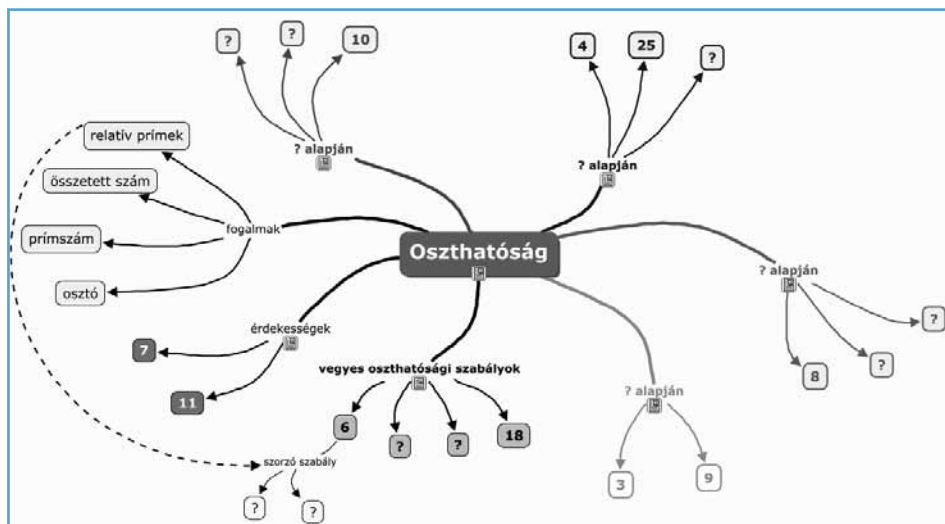 ?
?
10
? alapján
4
25
?
? alapján
relatív prímek
összetett szám
prímszám
osztó
fogalmak
Oszthatóság
? alapján
8
?
?
érdekességek
7
11
vegyes oszthatósági szabályok
6
?
?
18
szorzó szabály
?
?
? alapján
3
9